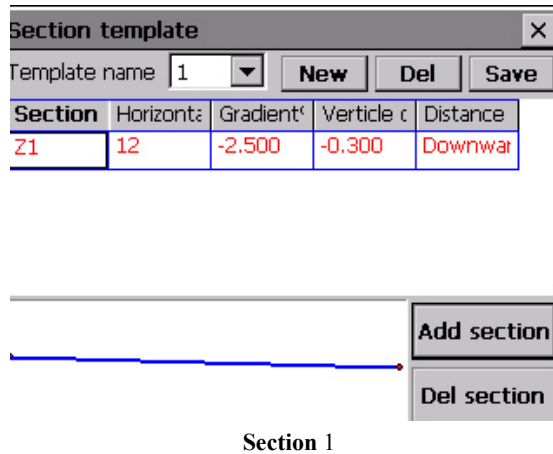 Section template ×
Template name 1 New Del Save
Section Horizonta Gradient% Verticle c Distance
Z1 12 -2.500 -0.300 Downwar
Add section
Del section
Section 1